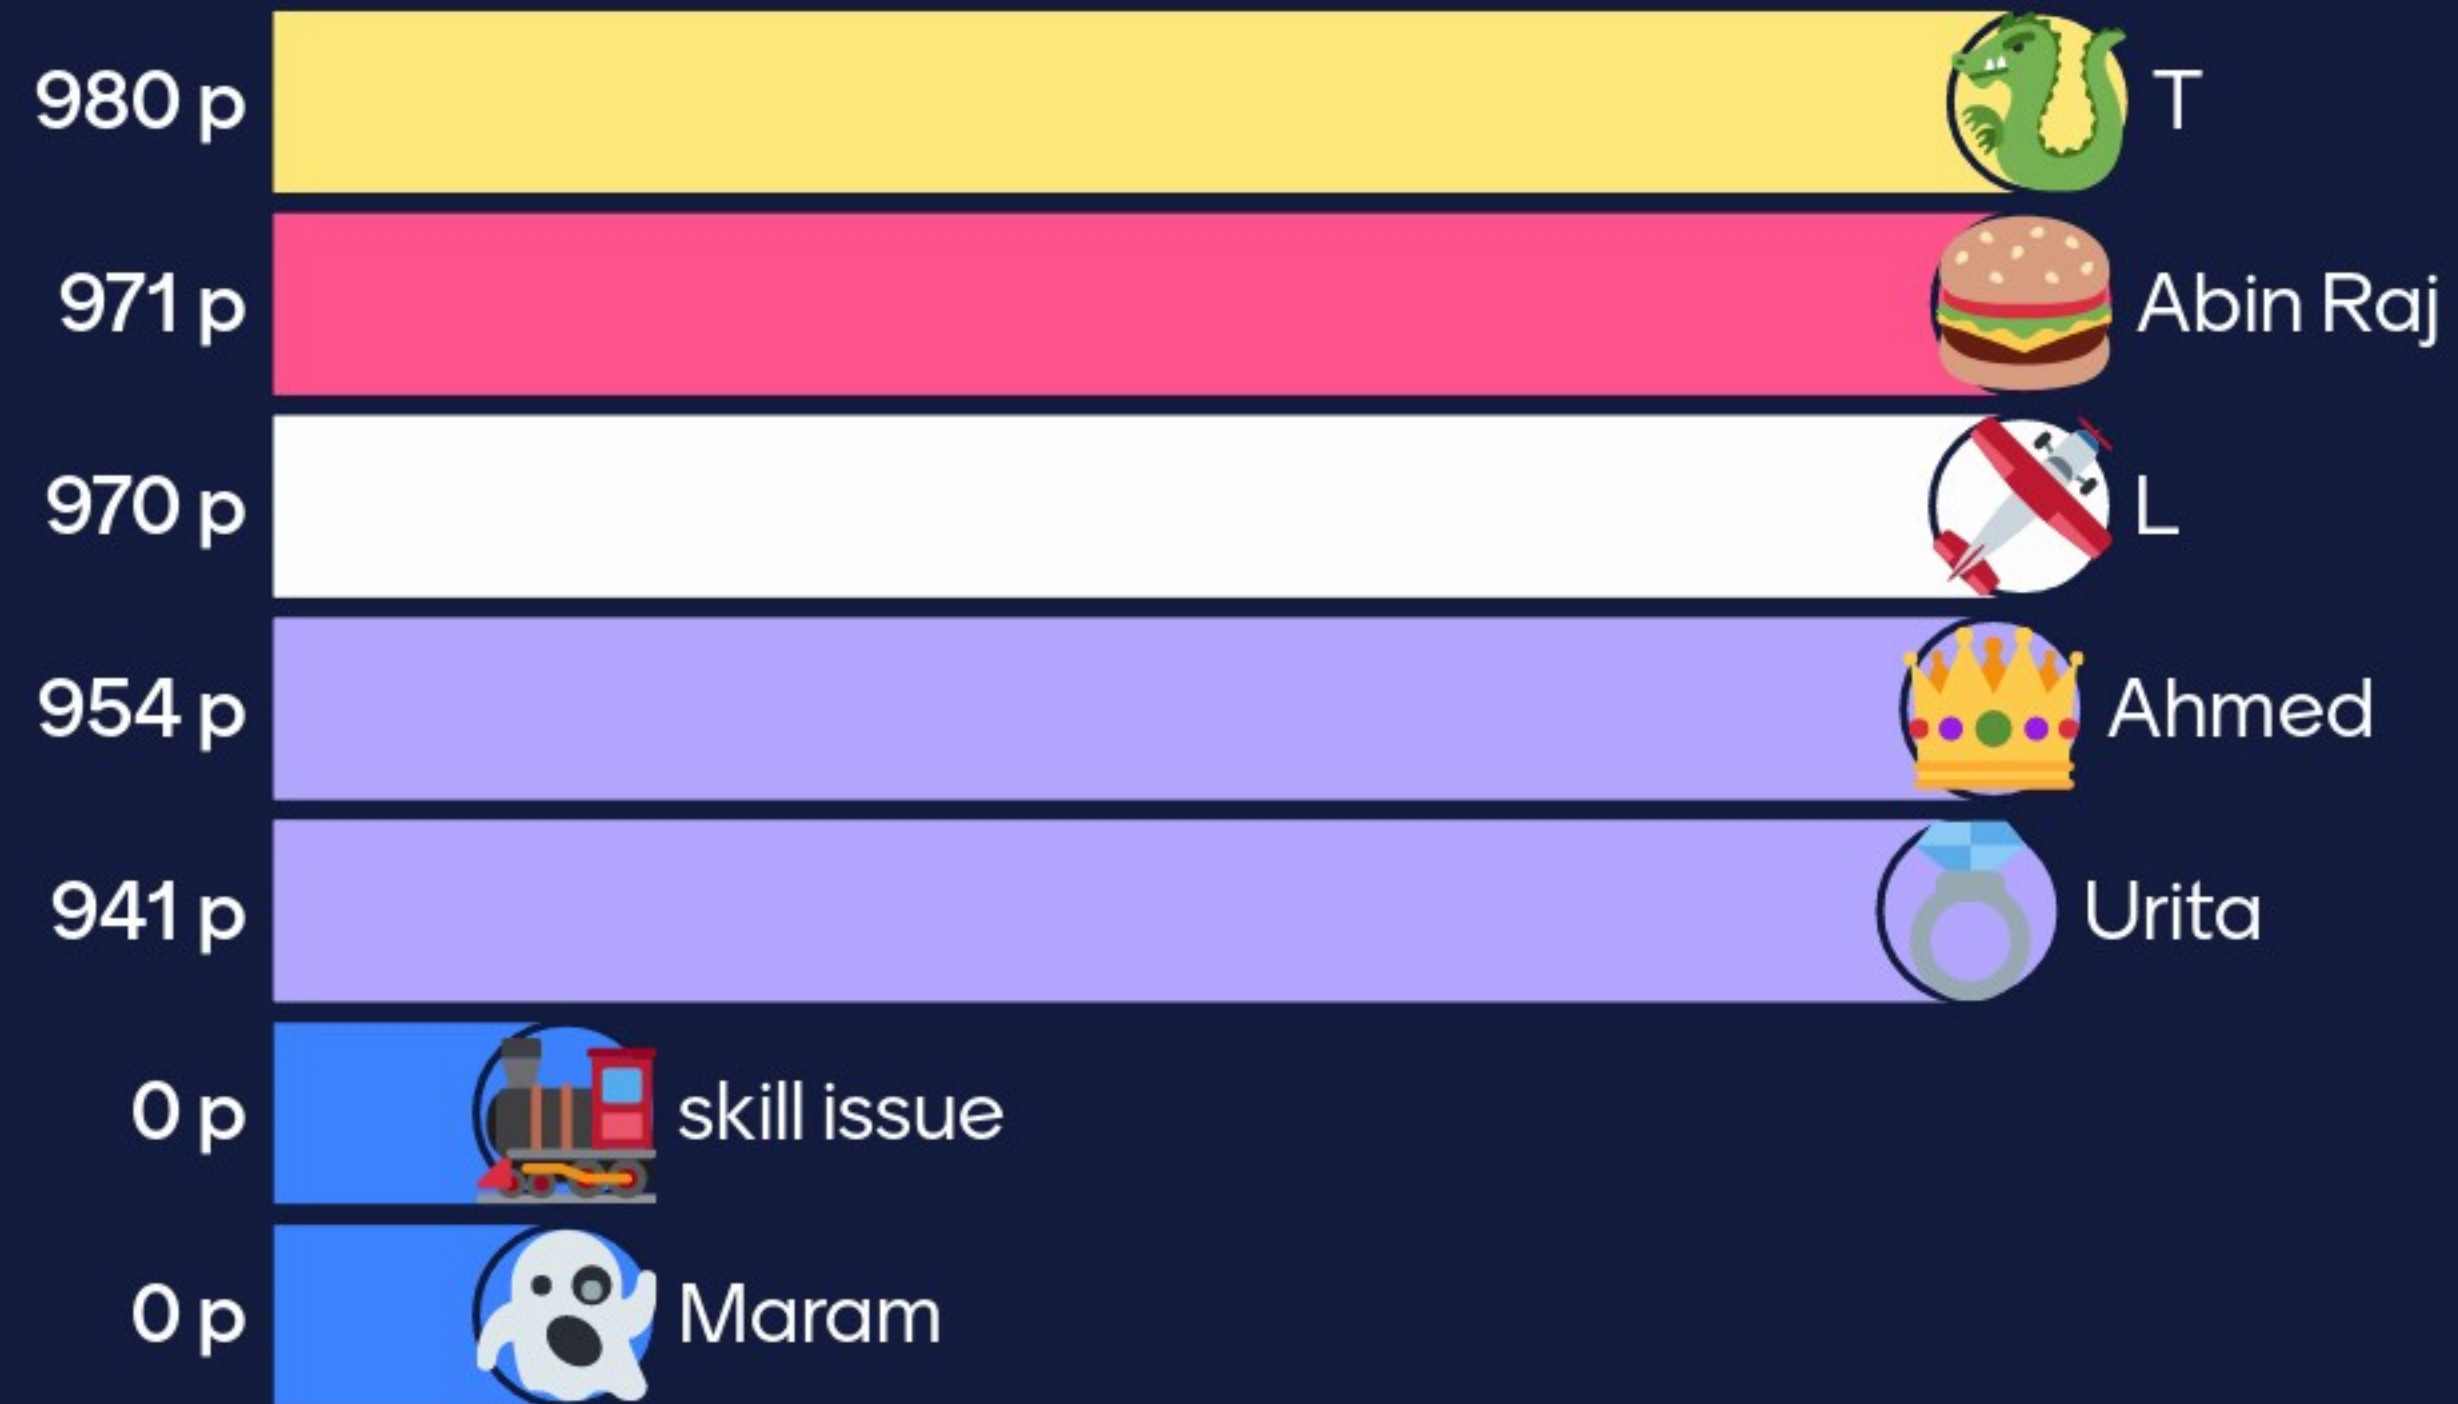 980 p T
971 p Abin Raj
970 p L
954 p Ahmed
941 p Urita
0 p skill issue
0 p Maram